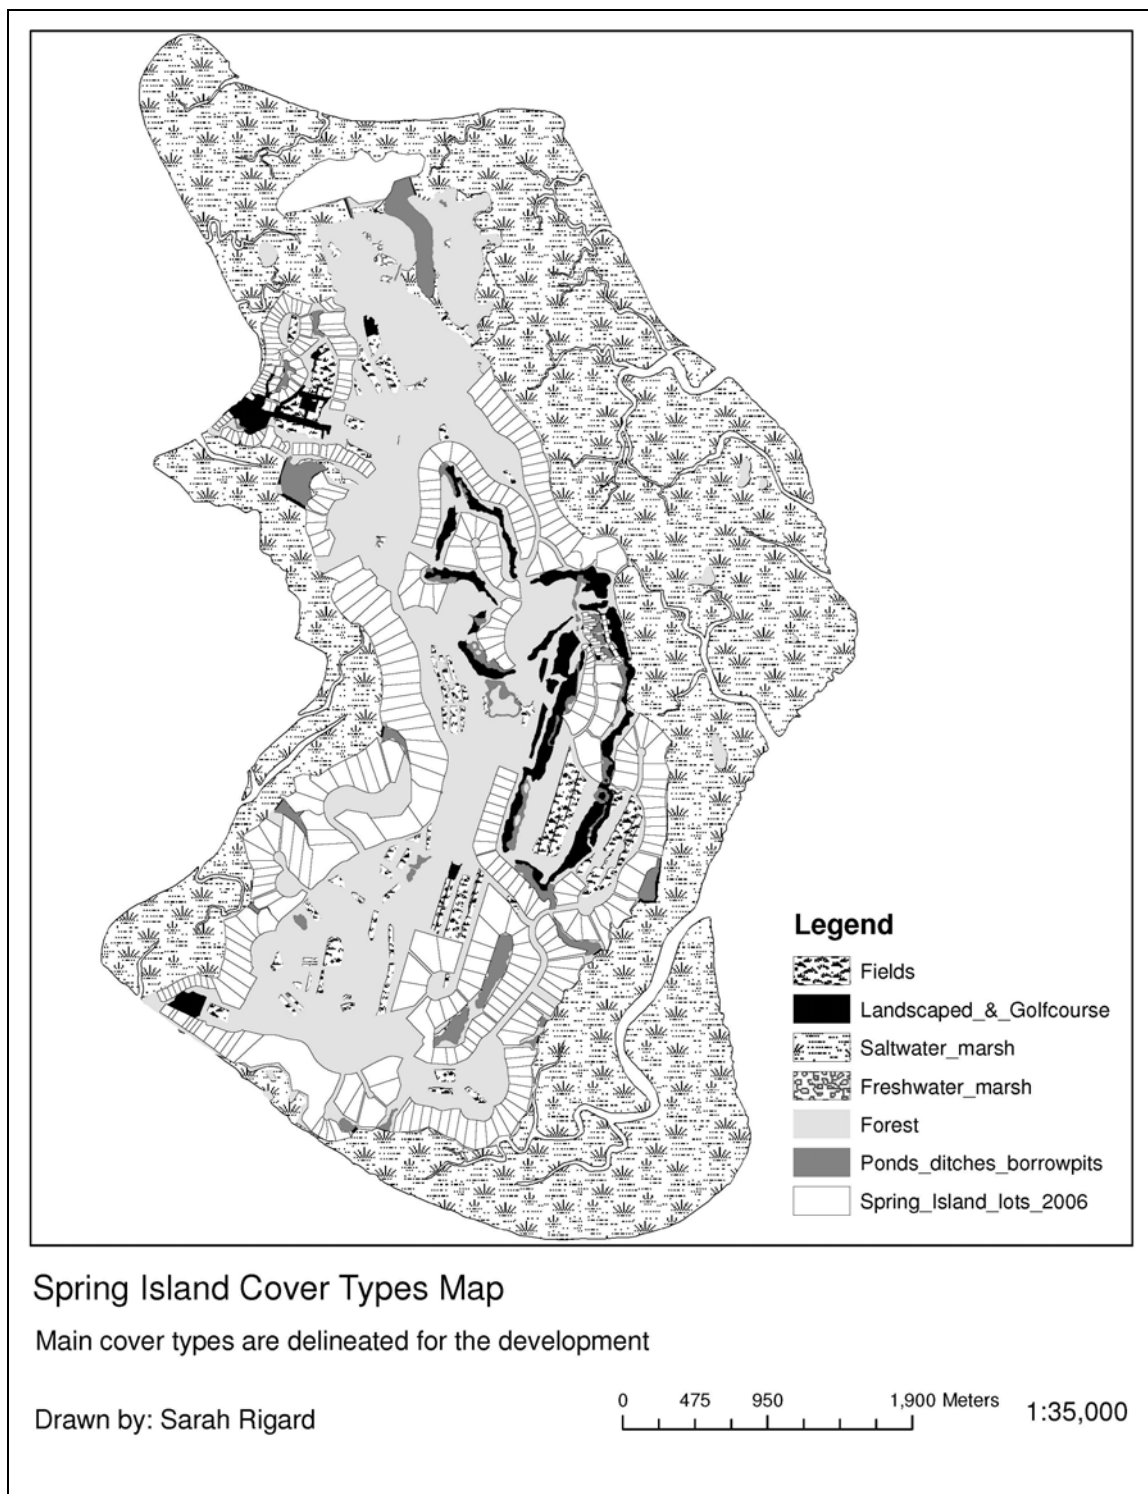 Legend
Fields
Landscaped_&_Golfcourse
Saltwater_marsh
Freshwater_marsh
Forest
Ponds_ditches_borrowpits
Spring_Island_lots_2006
Spring Island Cover Types Map
Main cover types are delineated for the development
Drawn by: Sarah Rigard
0 475 950 1,900 Meters
1:35,000